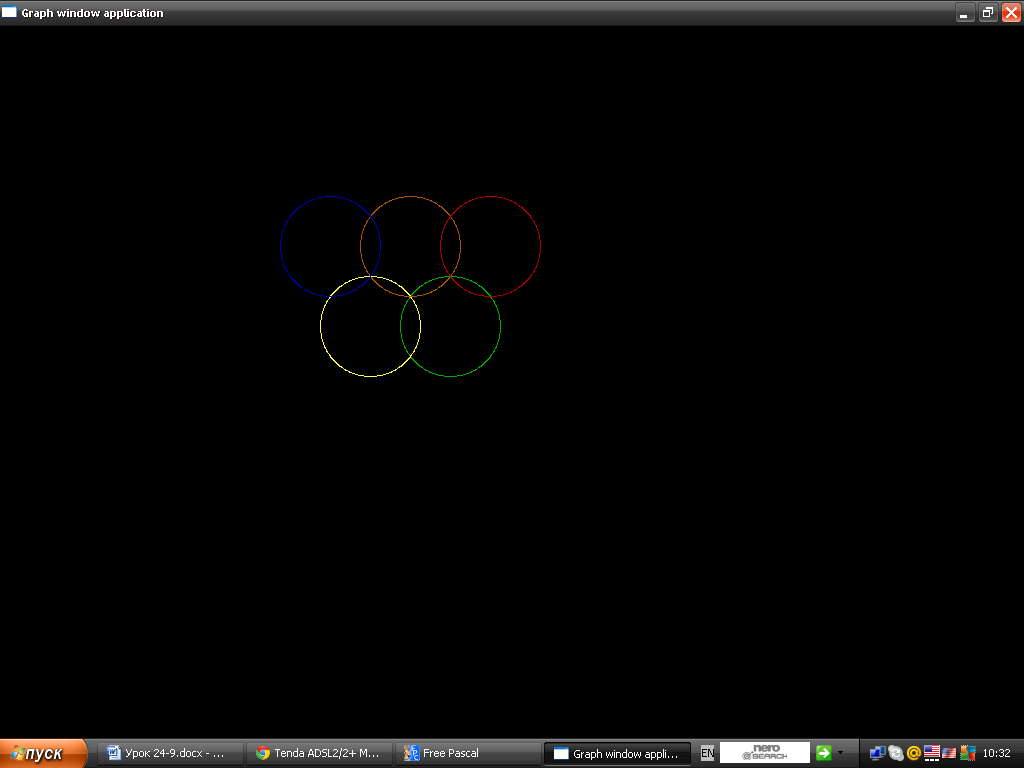 Graph window application
пуск
Урок 24-9.docx - ...
Tenda ADSL2/2+ M...
Free Pascal
Graph window appli...
EN
nero
SEARCH
10:32